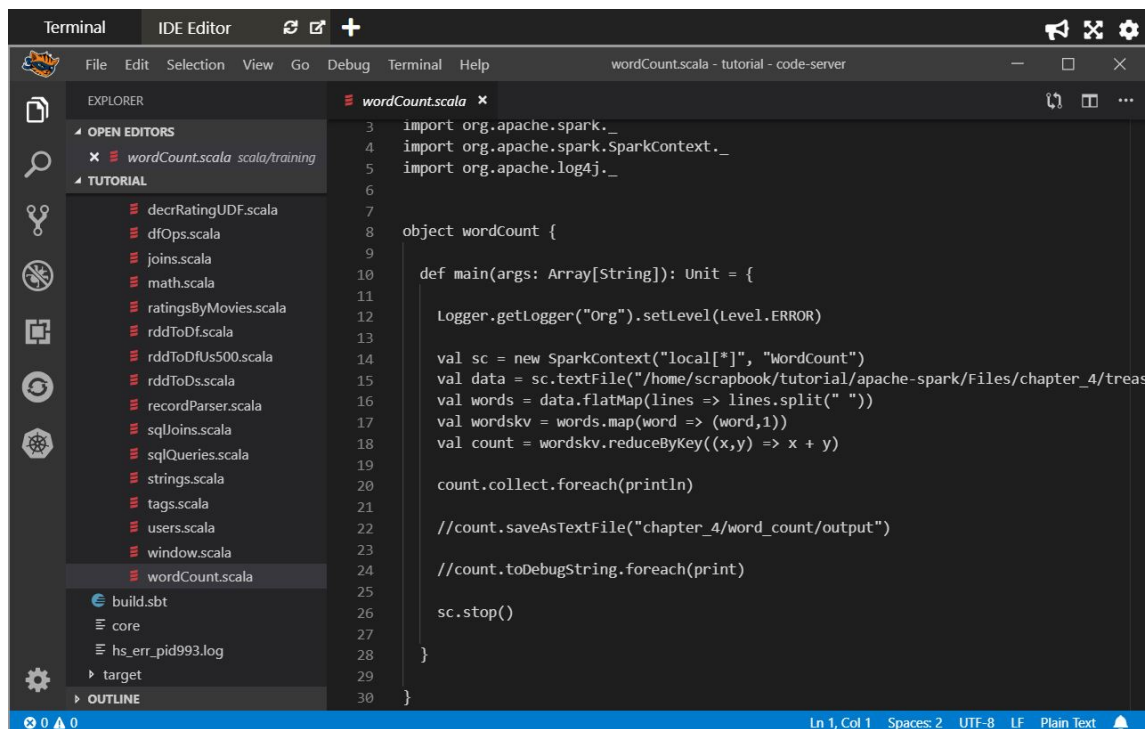 Terminal IDE Editor
File Edit Selection View Go Debug Terminal Help wordCount.scala - tutorial - code-server
EXPLORER
OPEN EDITORS
wordCount.scala scala/training
TUTORIAL
decrRatingUDF.scala
dfOps.scala
joins.scala
math.scala
ratingsByMovies.scala
rddToDf.scala
rddToDfUs500.scala
rddToDs.scala
recordParser.scala
sqlJoins.scala
sqlQueries.scala
strings.scala
tags.scala
users.scala
window.scala
wordCount.scala
build.sbt
core
hs_err_pid993.log
target
OUTLINE
wordCount.scala
3 import org.apache.spark._
4 import org.apache.spark.SparkContext._
5 import org.apache.log4j._
6
7
8 object wordCount {
9
10 def main(args: Array[String]): Unit = {
11
12 Logger.getLogger("Org").setLevel(Level.ERROR)
13
14 val sc = new SparkContext("local[*]", "WordCount")
15 val data = sc.textFile("/home/scrapbook/tutorial/apache-spark/Files/chapter_4/treas
16 val words = data.flatMap(lines => lines.split(" "))
17 val wordskv = words.map(word => (word,1))
18 val count = wordskv.reduceByKey((x,y) => x + y)
19
20 count.collect.foreach(println)
21
22 //count.saveAsTextFile("chapter_4/word_count/output")
23
24 //count.toDebugString.foreach(print)
25
26 sc.stop()
27
28 }
29
30 }
0 0 Ln 1, Col 1 Spaces: 2 UTF-8 LF Plain Text